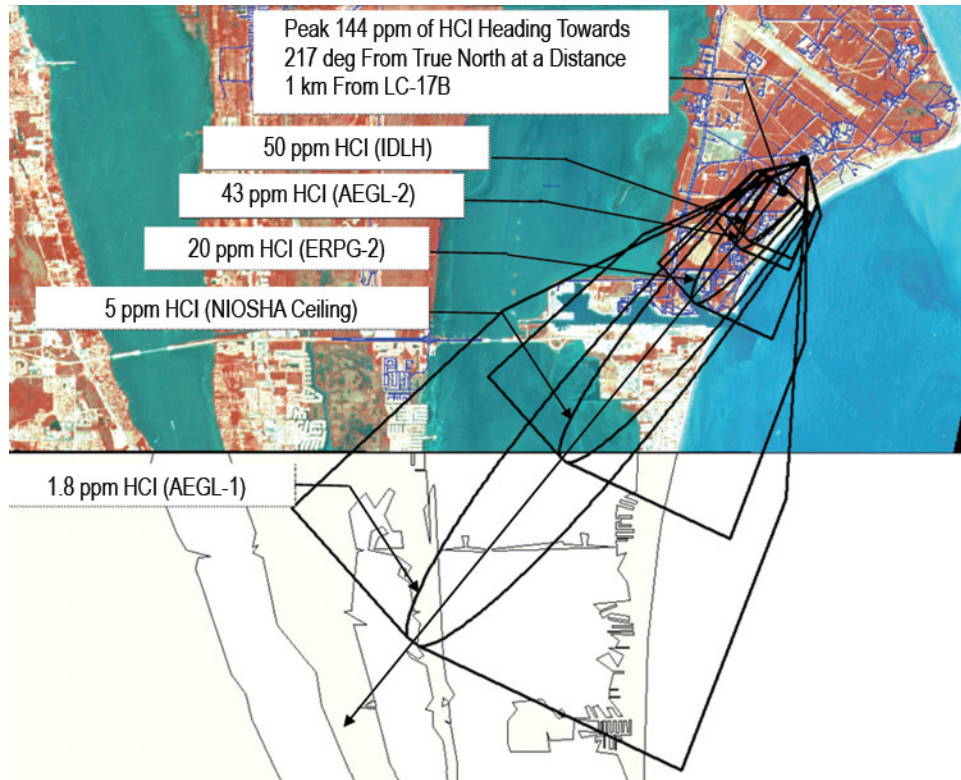 Peak 144 ppm of HCl Heading Towards
217 deg From True North at a Distance
1 km From LC-17B
50 ppm HCl (IDLH)
43 ppm HCl (AEGL-2)
20 ppm HCl (ERPG-2)
5 ppm HCl (NIOSHA Ceiling)
1.8 ppm HCl (AEGL-1)